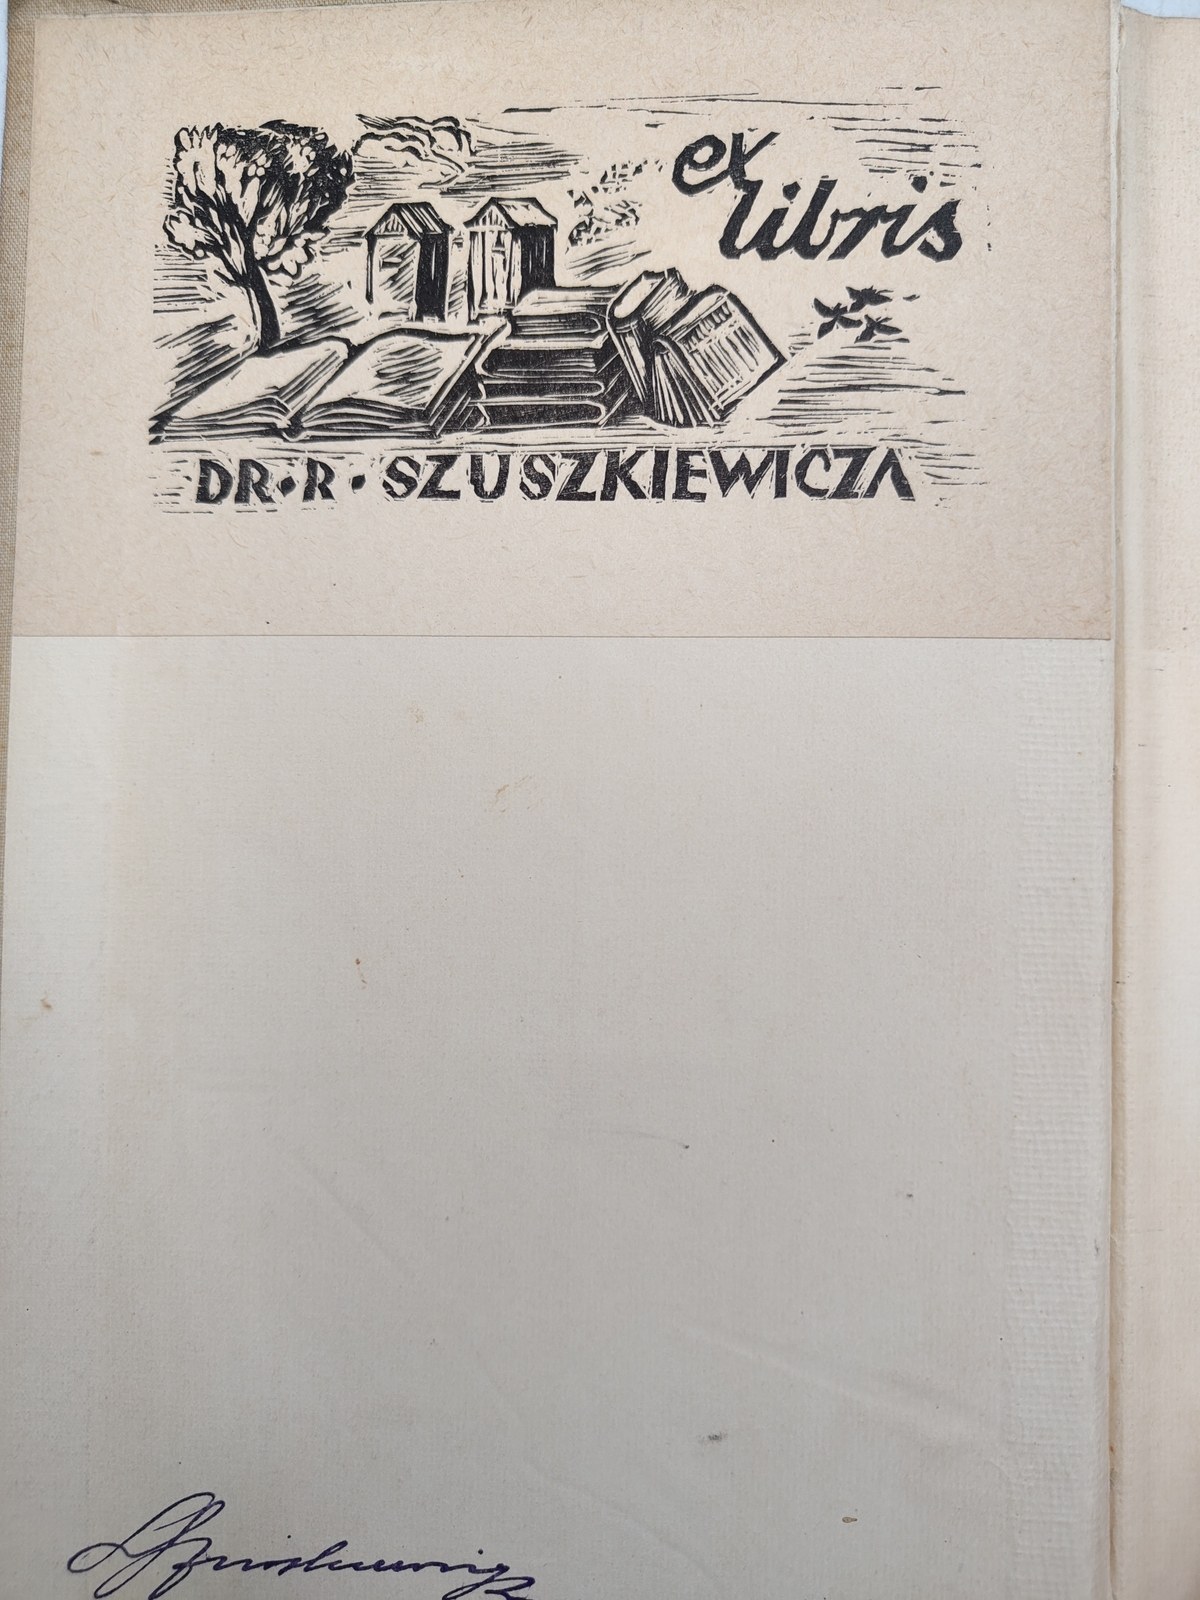 ex
libris
DR • R • SZUSZKIEWICZA